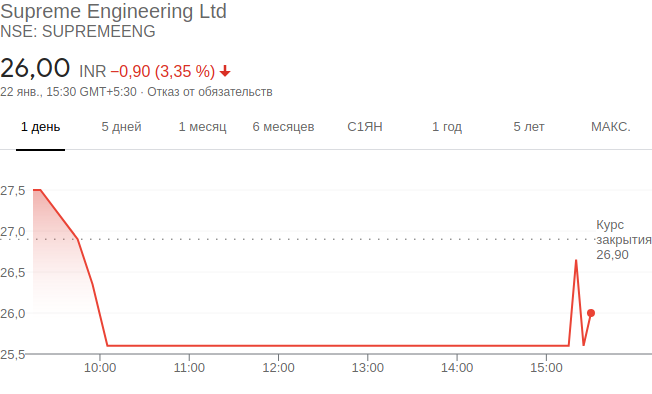 Supreme Engineering Ltd
NSE: SUPREMEENG
26,00 INR −0,90 (3,35 %)
22 янв., 15:30 GMT+5:30 · Отказ от обязательств
1 день 5 дней 1 месяц 6 месяцев С1ЯН 1 год 5 лет МАКС.
27,5
Курс
27,0
закрытия
26,90
26,5
26,0
25,5
10:00 11:00 12:00 13:00 14:00 15:00